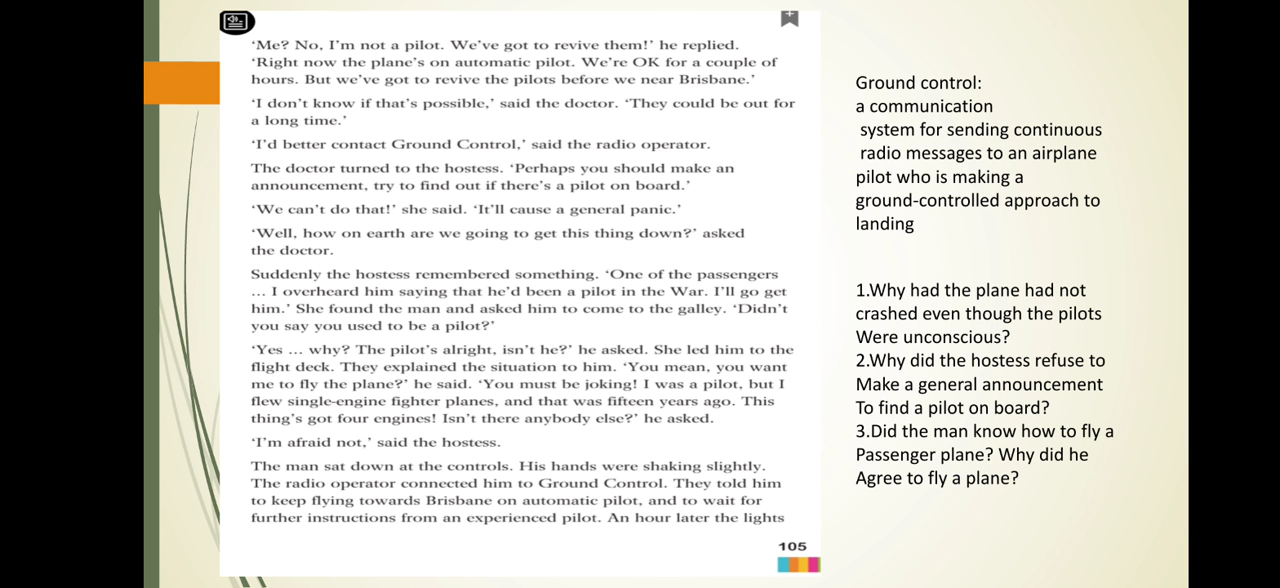 ‘Me? No, I’m not a pilot. We’ve got to revive them!’ he replied.
‘Right now the plane’s on automatic pilot. We’re OK for a couple of
hours. But we’ve got to revive the pilots before we near Brisbane.’
‘I don’t know if that’s possible,’ said the doctor. ‘They could be out for
a long time.’
‘I’d better contact Ground Control,’ said the radio operator.
The doctor turned to the hostess. ‘Perhaps you should make an
announcement, try to find out if there’s a pilot on board.’
‘We can’t do that!’ she said. ‘It’ll cause a general panic.’
‘Well, how on earth are we going to get this thing down?’ asked
the doctor.
Suddenly the hostess remembered something. ‘One of the passengers
... I overheard him saying that he’d been a pilot in the War. I’ll go get
him.’ She found the man and asked him to come to the galley. ‘Didn’t
you say you used to be a pilot?’
‘Yes ... why? The pilot’s alright, isn’t he?’ he asked. She led him to the
flight deck. They explained the situation to him. ‘You mean, you want
me to fly the plane?’ he said. ‘You must be joking! I was a pilot, but I
flew single-engine fighter planes, and that was fifteen years ago. This
thing’s got four engines! Isn’t there anybody else?’ he asked.
‘I’m afraid not,’ said the hostess.
The man sat down at the controls. His hands were shaking slightly.
The radio operator connected him to Ground Control. They told him
to keep flying towards Brisbane on automatic pilot, and to wait for
further instructions from an experienced pilot. An hour later the lights
105
Ground control:
a communication
system for sending continuous
radio messages to an airplane
pilot who is making a
ground-controlled approach to
landing
1.Why had the plane had not
crashed even though the pilots
Were unconscious?
2.Why did the hostess refuse to
Make a general announcement
To find a pilot on board?
3.Did the man know how to fly a
Passenger plane? Why did he
Agree to fly a plane?